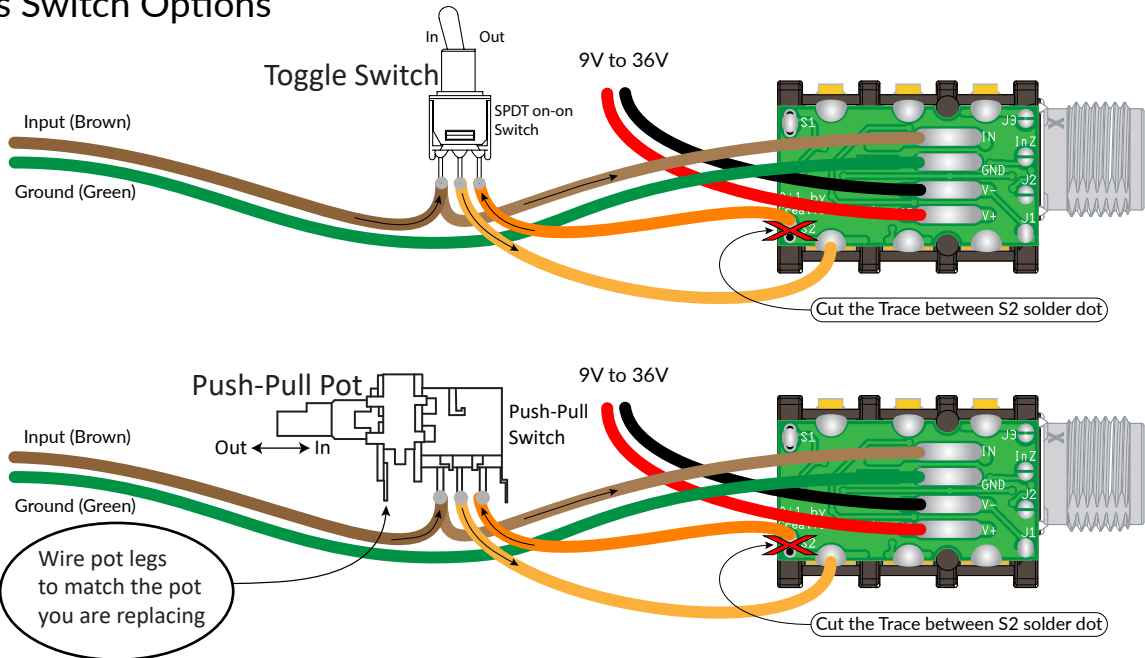 s Switch Options
In
Out
9V to 36V
Toggle Switch
SPDT on-on
Switch
Input (Brown)
Ground (Green)
S1
J3
IN
InZ
GND
J2
V-
J1
V+
S2
Cut the Trace between S2 solder dot
Push-Pull Pot
9V to 36V
Push-Pull
Switch
Input (Brown)
Out
In
Ground (Green)
S1
J3
IN
InZ
GND
J2
V-
J1
V+
S2
Wire pot legs
to match the pot
you are replacing
Cut the Trace between S2 solder dot